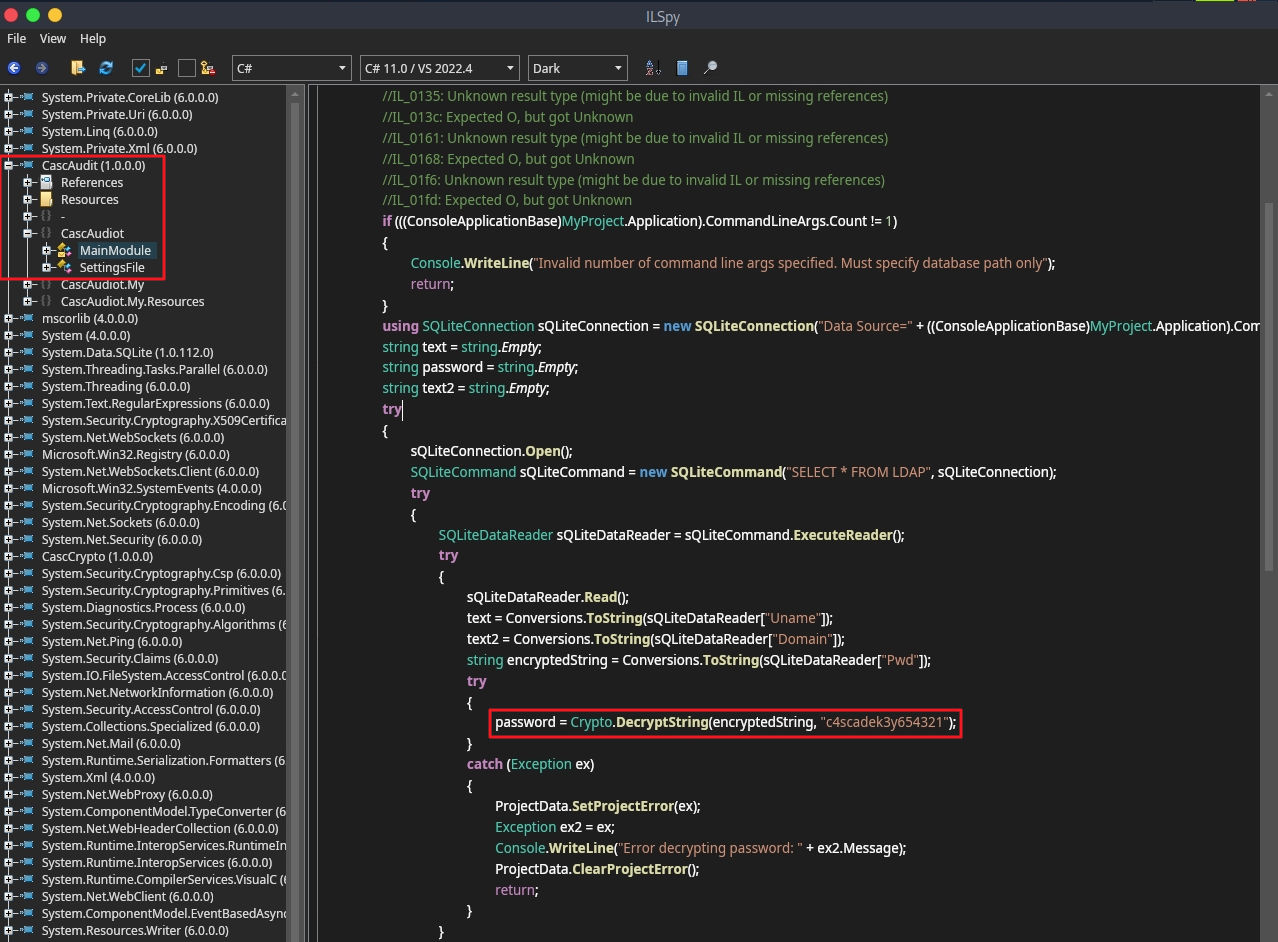 ILSpy
File View Help
C# C# 11.0 / VS 2022.4 Dark
System.Private.CoreLib (6.0.0.0)
System.Private.Uri (6.0.0.0)
System.Linq (6.0.0.0)
System.Private.Xml (6.0.0.0)
CascAudit (1.0.0.0)
References
Resources
-
CascAudiot
MainModule
SettingsFile
CascAudiot.My
CascAudiot.My.Resources
mscorlib (4.0.0.0)
System (4.0.0.0)
System.Data.SQLite (1.0.112.0)
System.Threading.Tasks.Parallel (6.0.0.0)
System.Threading (6.0.0.0)
System.Text.RegularExpressions (6.0.0.0)
System.Security.Cryptography.X509Certifica
System.Net.WebSockets (6.0.0.0)
Microsoft.Win32.Registry (6.0.0.0)
System.Net.WebSockets.Client (6.0.0.0)
Microsoft.Win32.SystemEvents (4.0.0.0)
System.Security.Cryptography.Encoding (6.0
System.Net.Sockets (6.0.0.0)
System.Net.Security (6.0.0.0)
CascCrypto (1.0.0.0)
System.Security.Cryptography.Csp (6.0.0.0)
System.Security.Cryptography.Primitives (6.
System.Diagnostics.Process (6.0.0.0)
System.Security.Cryptography.Algorithms (6
System.Net.Ping (6.0.0.0)
System.Security.Claims (6.0.0.0)
System.IO.FileSystem.AccessControl (6.0.0.0
System.Net.NetworkInformation (6.0.0.0)
System.Security.AccessControl (6.0.0.0)
System.Collections.Specialized (6.0.0.0)
System.Net.Mail (6.0.0.0)
System.Runtime.Serialization.Formatters (6
System.Xml (4.0.0.0)
System.Net.WebProxy (6.0.0.0)
System.ComponentModel.TypeConverter (6
System.Net.WebHeaderCollection (6.0.0.0)
System.Runtime.InteropServices.RuntimeIn
System.Runtime.InteropServices (6.0.0.0)
System.Runtime.CompilerServices.VisualC (6
System.Net.WebClient (6.0.0.0)
System.ComponentModel.EventBasedAsync
System.Resources.Writer (6.0.0.0)
//IL_0135: Unknown result type (might be due to invalid IL or missing references)
//IL_013c: Expected O, but got Unknown
//IL_0161: Unknown result type (might be due to invalid IL or missing references)
//IL_0168: Expected O, but got Unknown
//IL_01f6: Unknown result type (might be due to invalid IL or missing references)
//IL_01fd: Expected O, but got Unknown
if (((ConsoleApplicationBase)MyProject.Application).CommandLineArgs.Count != 1)
{
Console.WriteLine("Invalid number of command line args specified. Must specify database path only");
return;
}
using SQLiteConnection sQLiteConnection = new SQLiteConnection("Data Source=" + ((ConsoleApplicationBase)MyProject.Application).Com
string text = string.Empty;
string password = string.Empty;
string text2 = string.Empty;
try
{
sQLiteConnection.Open();
SQLiteCommand sQLiteCommand = new SQLiteCommand("SELECT * FROM LDAP", sQLiteConnection);
try
{
SQLiteDataReader sQLiteDataReader = sQLiteCommand.ExecuteReader();
try
{
sQLiteDataReader.Read();
text = Conversions.ToString(sQLiteDataReader["Uname"]);
text2 = Conversions.ToString(sQLiteDataReader["Domain"]);
string encryptedString = Conversions.ToString(sQLiteDataReader["Pwd"]);
try
{
password = Crypto.DecryptString(encryptedString, "c4scadek3y654321");
}
catch (Exception ex)
{
ProjectData.SetProjectError(ex);
Exception ex2 = ex;
Console.WriteLine("Error decrypting password: " + ex2.Message);
ProjectData.ClearProjectError();
return;
}
}